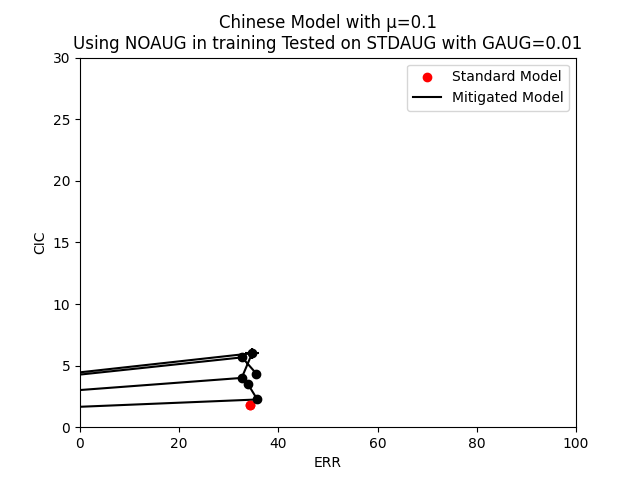 Chinese Model with μ=0.1
Using NOAUG in training Tested on STDAUG with GAUG=0.01
30
25
20
15
10
5
0
CIC
Standard Model
Mitigated Model
0 20 40 60 80 100
ERR